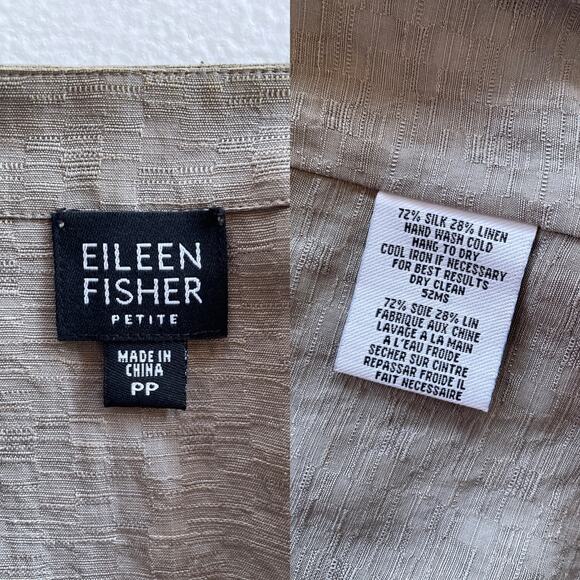 EILEEN
FISHER
PETITE
MADE IN
CHINA
PP
72% SILK 28% LINEN
HAND WASH COLD
HANG TO DRY
COOL IRON IF NECESSARY
FOR BEST RESULTS
DRY CLEAN
52MS
72% SOIE 28% LIN
FABRIQUE AUX CHINE
LAVAGE A LA MAIN
A L'EAU FROIDE
SECHER SUR CINTRE
REPASSAR FROIDE IL
FAIT NECESSAIRE